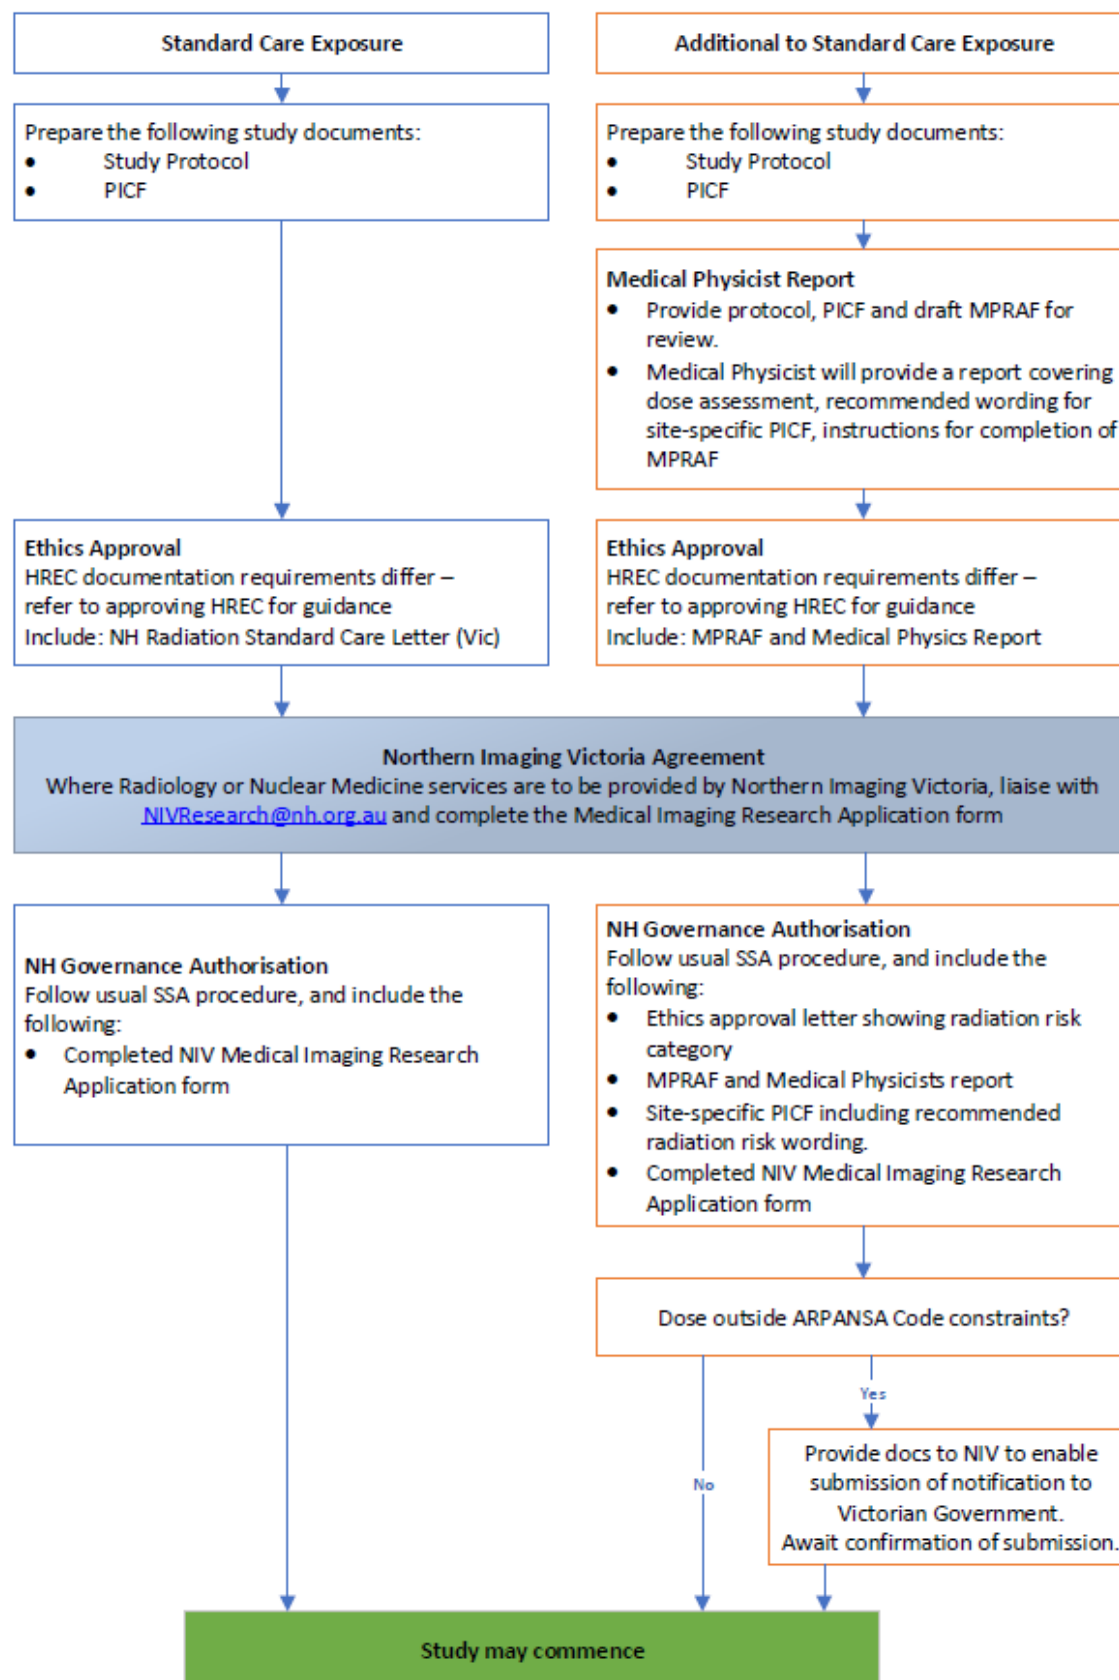 Standard Care Exposure
Additional to Standard Care Exposure
Prepare the following study documents:
• Study Protocol
• PICF
Prepare the following study documents:
• Study Protocol
• PICF
Medical Physicist Report
• Provide protocol, PICF and draft MPRAF for
review.
• Medical Physicist will provide a report covering
dose assessment, recommended wording for
site-specific PICF, instructions for completion of
MPRAF
Ethics Approval
HREC documentation requirements differ –
refer to approving HREC for guidance
Include: NH Radiation Standard Care Letter (Vic)
Ethics Approval
HREC documentation requirements differ –
refer to approving HREC for guidance
Include: MPRAF and Medical Physics Report
Northern Imaging Victoria Agreement
Where Radiology or Nuclear Medicine services are to be provided by Northern Imaging Victoria, liaise with
NIVResearch@nh.org.au and complete the Medical Imaging Research Application form
NH Governance Authorisation
Follow usual SSA procedure, and include the
following:
• Completed NIV Medical Imaging Research
Application form
NH Governance Authorisation
Follow usual SSA procedure, and include the
following:
• Ethics approval letter showing radiation risk
category
• MPRAF and Medical Physicists report
• Site-specific PICF including recommended
radiation risk wording.
• Completed NIV Medical Imaging Research
Application form
Dose outside ARPANSA Code constraints?
Yes
No
Provide docs to NIV to enable
submission of notification to
Victorian Government.
Await confirmation of submission.
Study may commence